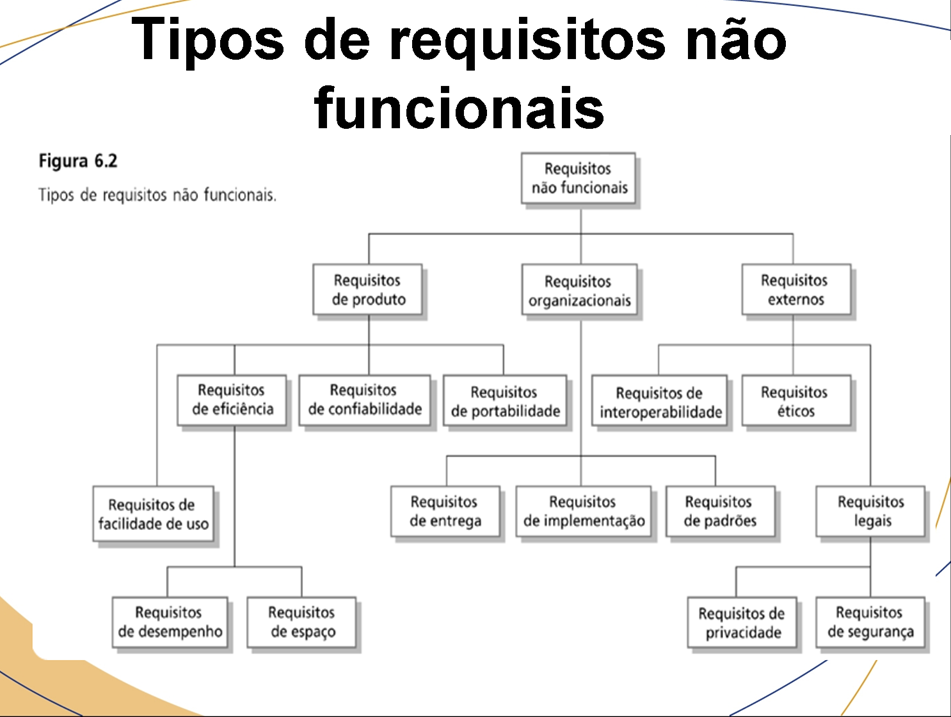 Tipos de requisitos não
funcionais
Figura 6.2
Tipos de requisitos não funcionais.
Requisitos
não funcionais
Requisitos
de produto
Requisitos
organizacionais
Requisitos
externos
Requisitos
de eficiência
Requisitos
de confiabilidade
Requisitos
de portabilidade
Requisitos de
interoperabilidade
Requisitos
éticos
Requisitos de
facilidade de uso
Requisitos
de entrega
Requisitos
de implementação
Requisitos
de padrões
Requisitos
legais
Requisitos
de desempenho
Requisitos
de espaço
Requisitos de
privacidade
Requisitos
de segurança